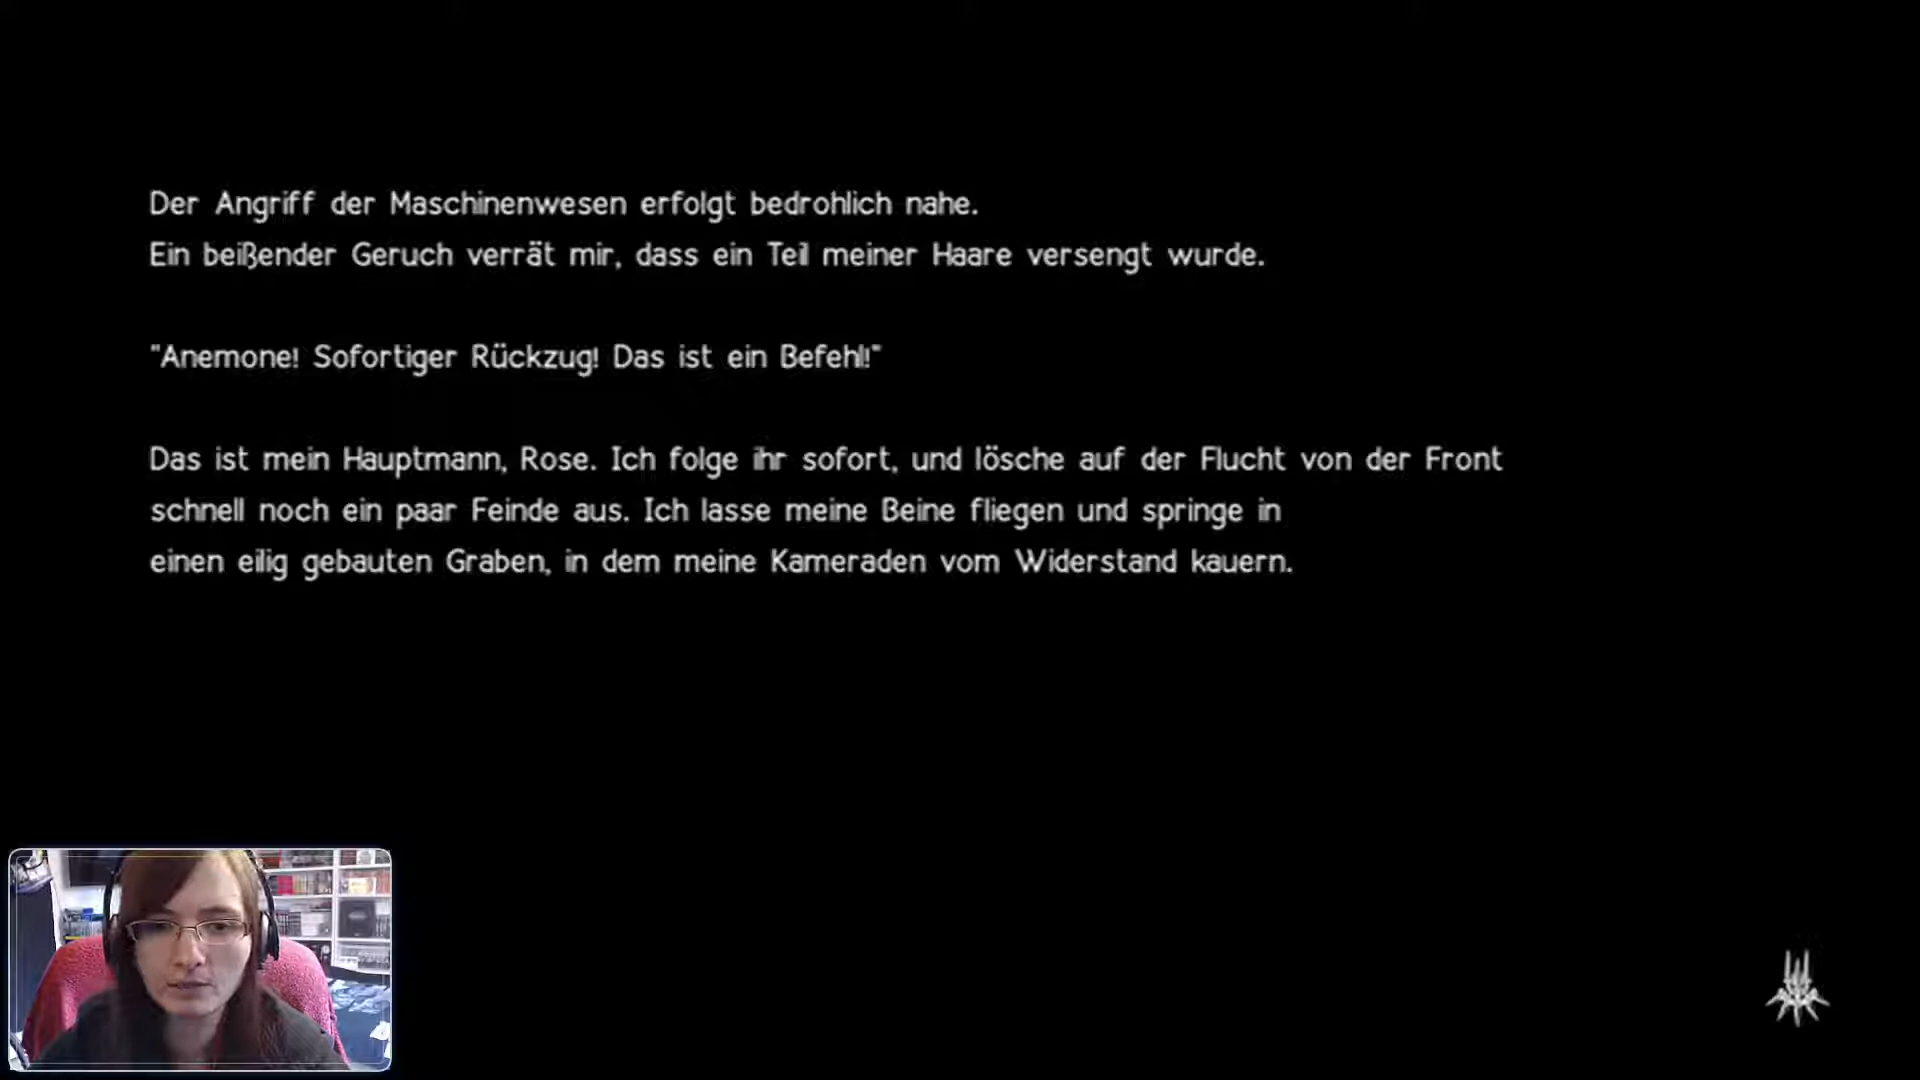 Der Angriff der Maschinenwesen erfolgt bedrohlich nahe.
Ein beißender Geruch verrät mir, dass ein Teil meiner Haare versengt wurde.
"Anemone! Sofortiger Rückzug! Das ist ein Befehl!"
Das ist mein Hauptmann, Rose. Ich folge ihr sofort, und lösche auf der Flucht von der Front
schnell noch ein paar Feinde aus. Ich lasse meine Beine fliegen und springe in
einen eilig gebauten Graben, in dem meine Kameraden vom Widerstand kauern.